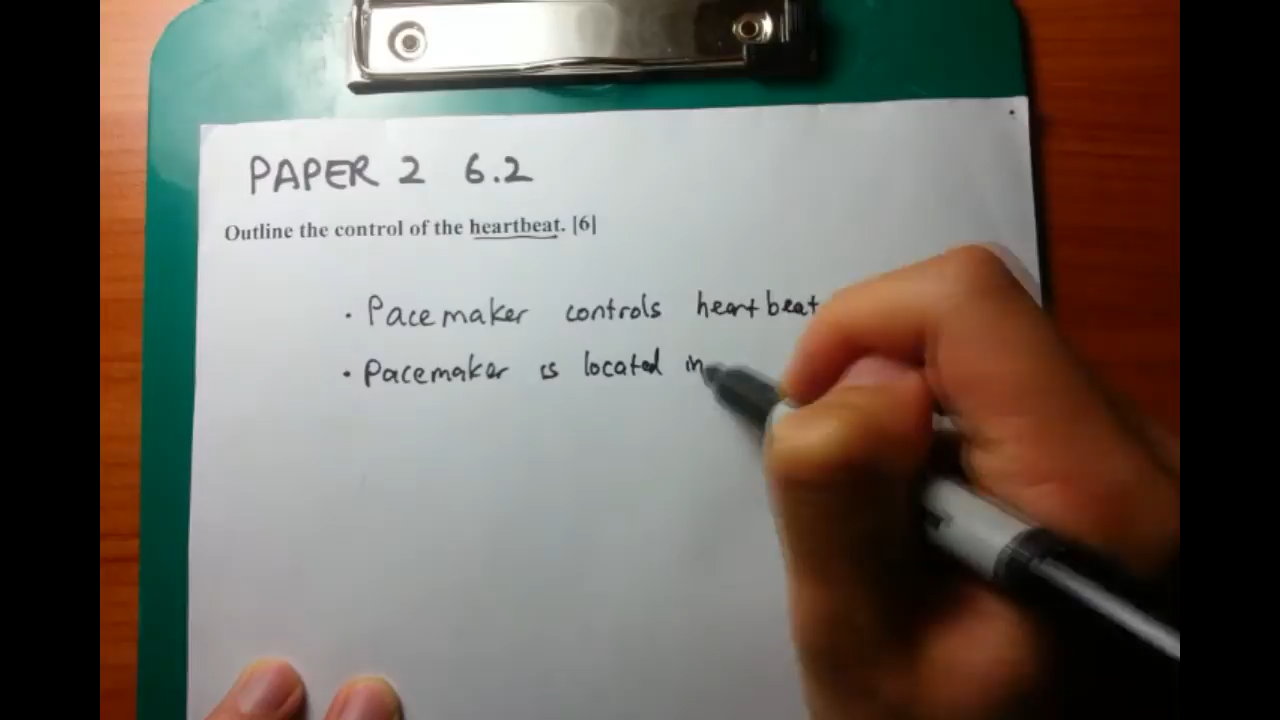 PAPER 2 6.2
Outline the control of the heartbeat. [6]
· Pacemaker controls heartbeat
· Pacemaker is located in